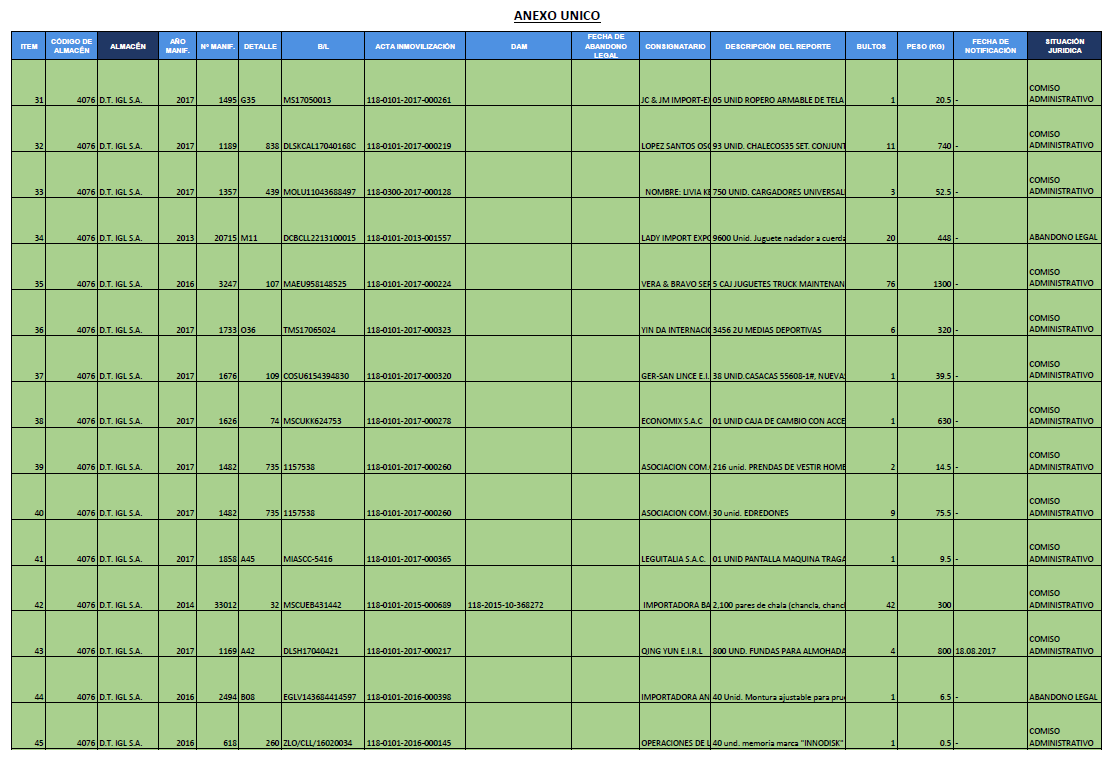 ANEXO UNICO
ITEM CÓDIGO DE ALMACÉN ALMACÉN AÑO MANIF. Nº MANIF. DETALLE B/L ACTA INMOVILIZACIÓN DAM FECHA DE ABANDONO LEGAL CONSIGNATARIO DESCRIPCIÓN DEL REPORTE BULTOS PESO (KG) FECHA DE NOTIFICACIÓN SITUACIÓN JURIDICA
31 4076 D.T. IGL S.A. 2017 1495 G35 MS17050013 118-0101-2017-000261 JC & JM IMPORT-E 05 UNID ROPERO ARMABLE DE TELA 1 20.5 - COMISO ADMINISTRATIVO
32 4076 D.T. IGL S.A. 2017 1189 838 DLSKCAL17040168C 118-0101-2017-000219 LOPEZ SANTOS OSC 93 UNID. CHALECOS35 SET. CONJUNT 11 740 - COMISO ADMINISTRATIVO
33 4076 D.T. IGL S.A. 2017 1357 439 MOLU11043688497 118-0300-2017-000128 NOMBRE: LIVIA KE 750 UNID. CARGADORES UNIVERSAL 3 52.5 - COMISO ADMINISTRATIVO
34 4076 D.T. IGL S.A. 2013 20715 M11 DCBCLL2213100015 118-0101-2013-001557 LADY IMPORT EXPO 9600 Unid. Juguete nadador a cuerda 20 448 - ABANDONO LEGAL
35 4076 D.T. IGL S.A. 2016 3247 107 MAEU958148525 118-0101-2017-000224 VERA & BRAVO SER 5 CAJ JUGUETES TRUCK MAINTENAN 76 1300 - COMISO ADMINISTRATIVO
36 4076 D.T. IGL S.A. 2017 1733 O36 TMS17065024 118-0101-2017-000323 YIN DA INTERNACIO 3456 2U MEDIAS DEPORTIVAS 6 320 - COMISO ADMINISTRATIVO
37 4076 D.T. IGL S.A. 2017 1676 109 COSU6154394830 118-0101-2017-000320 GER-SAN LINCE E.I. 38 UNID.CASACAS 55608-1#, NUEVAS 1 39.5 - COMISO ADMINISTRATIVO
38 4076 D.T. IGL S.A. 2017 1626 74 MSCUKK624753 118-0101-2017-000278 ECONOMIX S.A.C 01 UNID CAJA DE CAMBIO CON ACCE 1 630 - COMISO ADMINISTRATIVO
39 4076 D.T. IGL S.A. 2017 1482 735 1157538 118-0101-2017-000260 ASOCIACION COM. 216 unid. PRENDAS DE VESTIR HOMB 2 14.5 - COMISO ADMINISTRATIVO
40 4076 D.T. IGL S.A. 2017 1482 735 1157538 118-0101-2017-000260 ASOCIACION COM. 30 unid. EDREDONES 9 75.5 - COMISO ADMINISTRATIVO
41 4076 D.T. IGL S.A. 2017 1858 A45 MIASCC-5416 118-0101-2017-000365 LEGUITALIA S.A.C. 01 UNID PANTALLA MAQUINA TRAGA 1 9.5 - COMISO ADMINISTRATIVO
42 4076 D.T. IGL S.A. 2014 33012 32 MSCUEB431442 118-0101-2015-000689 118-2015-10-368272 IMPORTADORA BA 2,100 pares de chala (chancla, chancl 42 300 COMISO ADMINISTRATIVO
43 4076 D.T. IGL S.A. 2017 1169 A42 DLSH17040421 118-0101-2017-000217 QING YUN E.I.R.L 800 UND. FUNDAS PARA ALMOHADA 4 800 18.08.2017 COMISO ADMINISTRATIVO
44 4076 D.T. IGL S.A. 2016 2494 B08 EGLV143684414597 118-0101-2016-000398 IMPORTADORA AN 40 Unid. Montura ajustable para pru 1 6.5 - ABANDONO LEGAL
45 4076 D.T. IGL S.A. 2016 618 260 ZLO/CLL/16020034 118-0101-2016-000145 OPERACIONES DE L 40 und. memoria marca "INNODISK" 1 0.5 - COMISO ADMINISTRATIVO